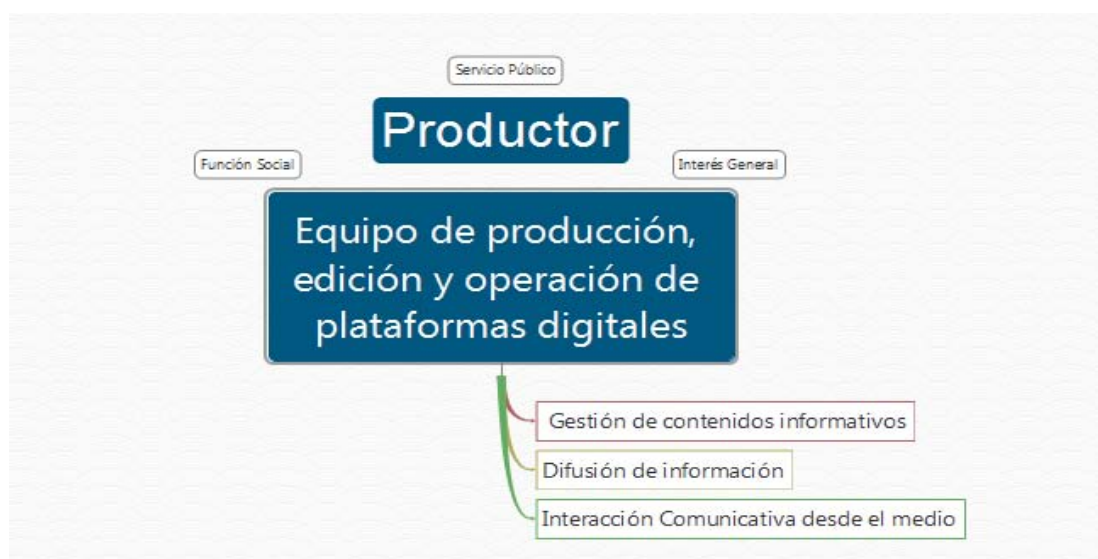 Servicio Público
Productor
Función Social
Interés General
Equipo de producción,
edición y operación de
plataformas digitales
Gestión de contenidos informativos
Difusión de información
Interacción Comunicativa desde el medio